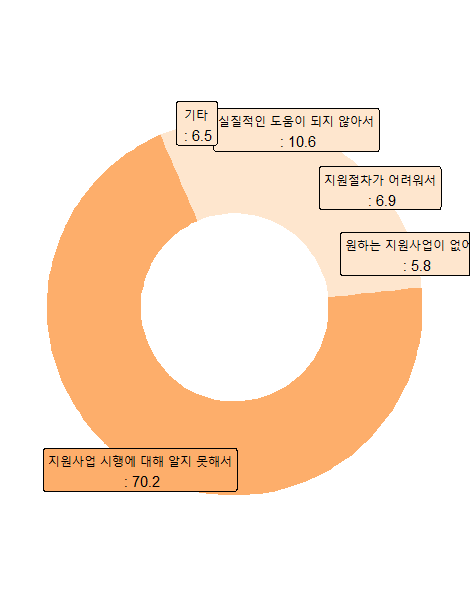 기타
: 6.5
실질적인 도움이 되지 않아서
: 10.6
지원절차가 어려워서
: 6.9
원하는 지원사업이 없어
: 5.8
지원사업 시행에 대해 알지 못해서
: 70.2